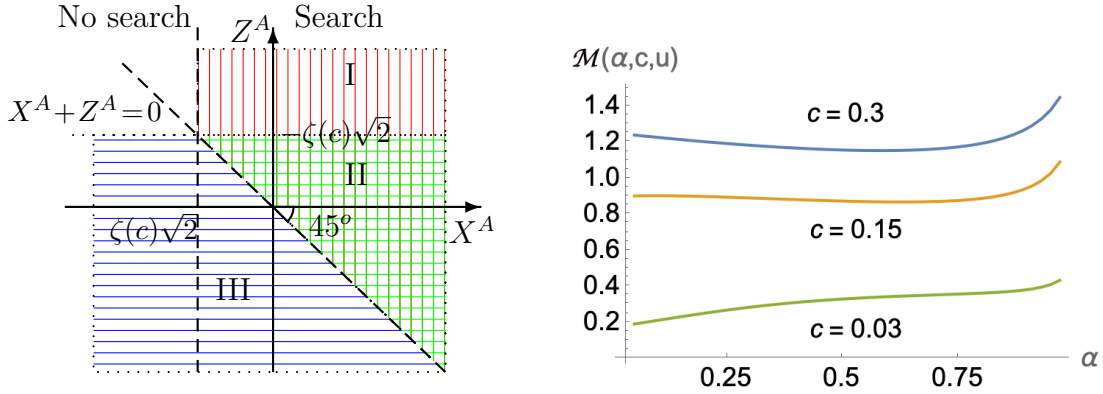 No search
Search
Z^A
I
X^A + Z^A = 0
−ζ(c)√2
II
ζ(c)√2
45°
X^A
III
M(α,c,u)
1.4
1.2
1.0
0.8
0.6
0.4
0.2
c = 0.3
c = 0.15
c = 0.03
0.25
0.5
0.75
α